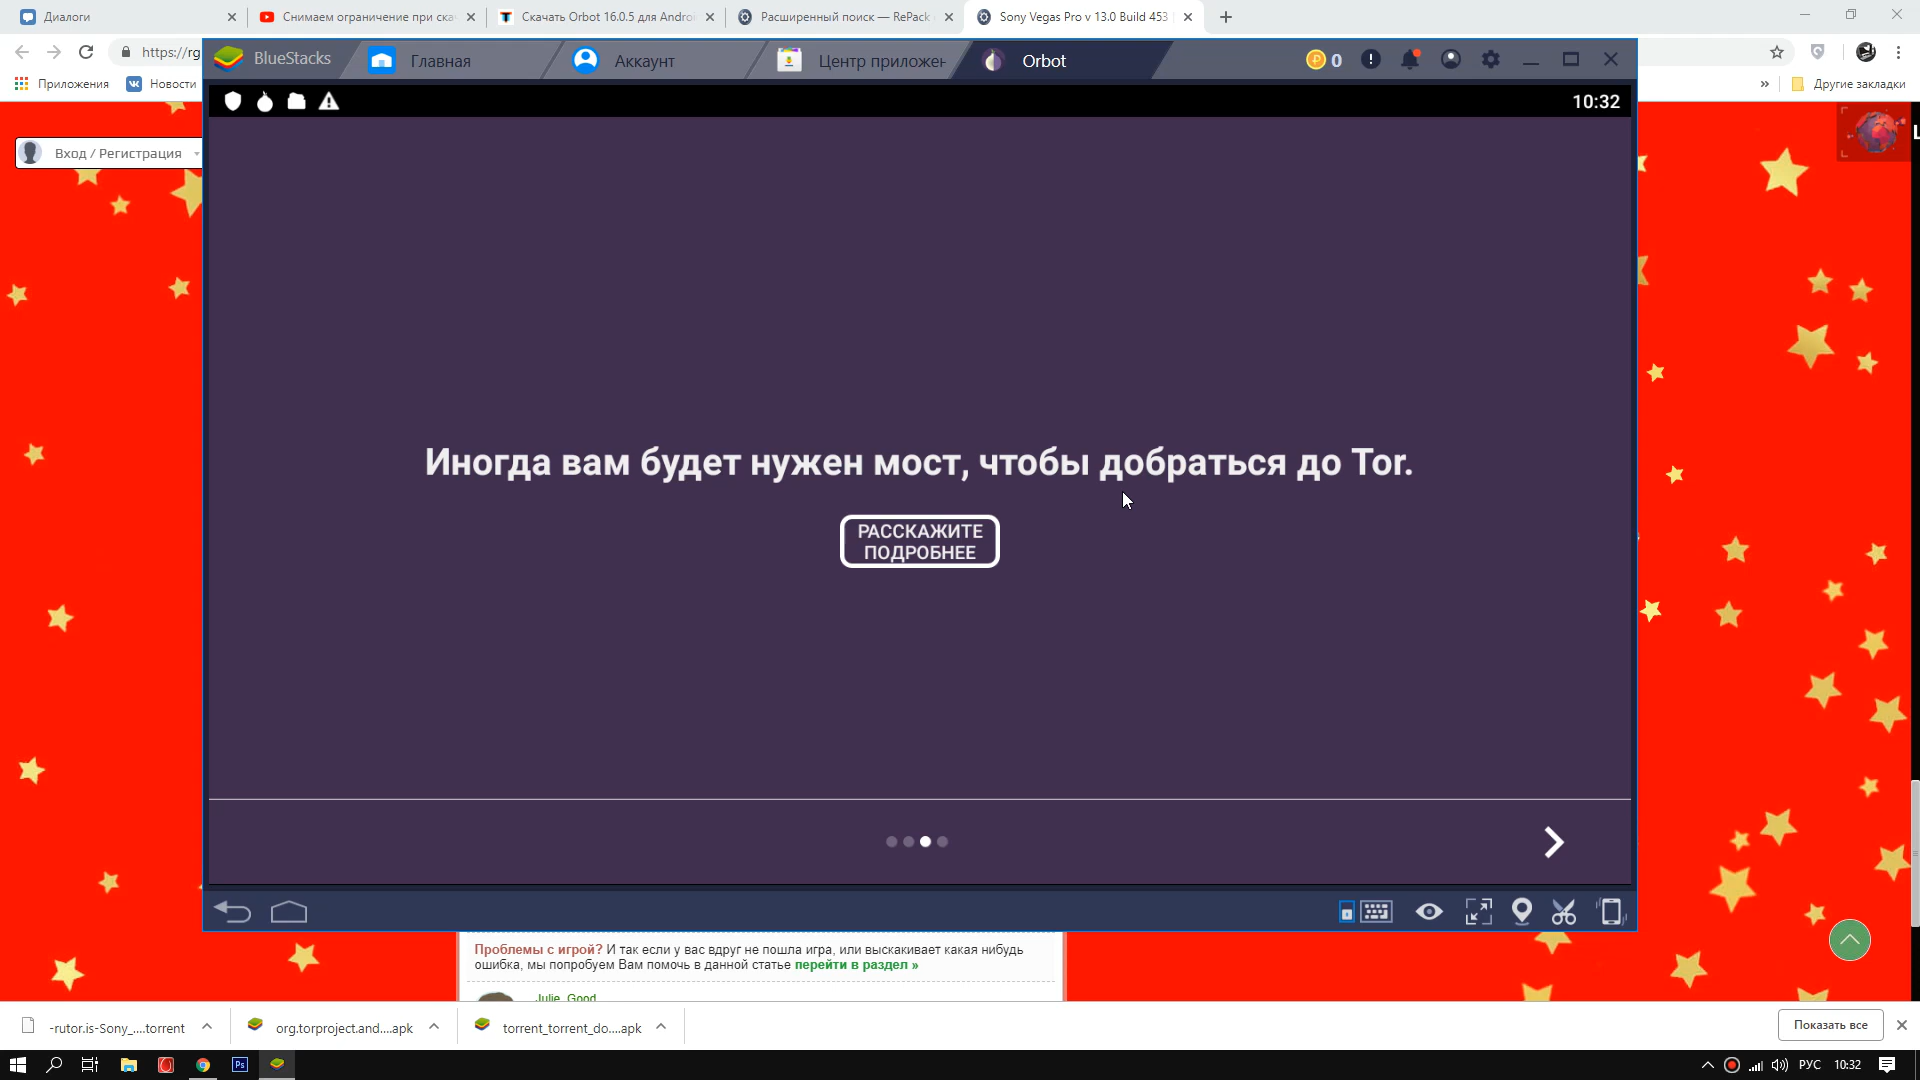 Диалоги
Снимаем ограничение при ска
Скачать Orbot 16.0.5 для Androi
Расширенный поиск — RePack
Sony Vegas Pro v 13.0 Build 453
https://rg
Приложения
Новости
Другие закладки
BlueStacks
Главная
Аккаунт
Центр приложен
Orbot
0
10:32
Вход / Регистрация
Иногда вам будет нужен мост, чтобы добраться до Tor.
РАССКАЖИТЕ
ПОДРОБНЕЕ
Проблемы с игрой? И так если у вас вдруг не пошла игра, или выскакивает какая нибудь
ошибка, мы попробуем Вам помочь в данной статье перейти в раздел »
Julie_Good
-rutor.is-Sony_....torrent
org.torproject.and....apk
torrent_torrent_do....apk
Показать все
Ps
РУС
10:32